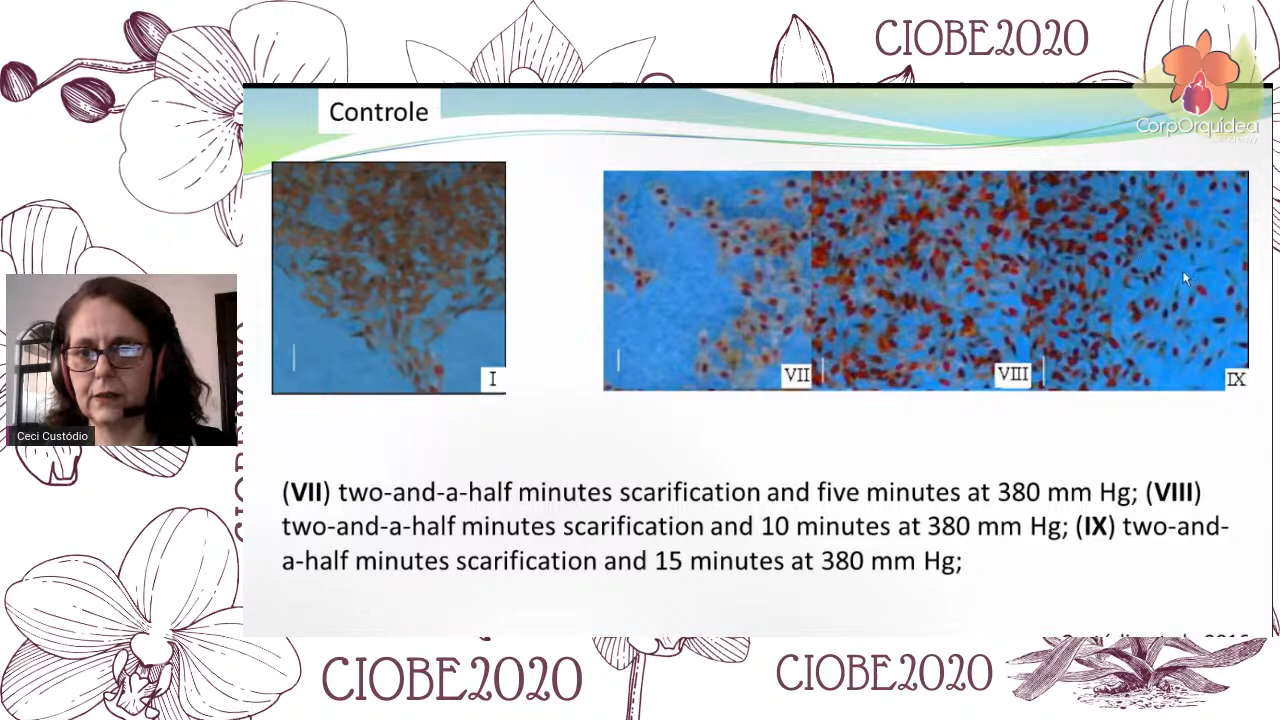 CIOBE2020
CorpOrquídea
Controle
I
VII
VIII
IX
Ceci Custódio
(VII) two-and-a-half minutes scarification and five minutes at 380 mm Hg; (VIII)
two-and-a-half minutes scarification and 10 minutes at 380 mm Hg; (IX) two-and-
a-half minutes scarification and 15 minutes at 380 mm Hg;
CIOBE2020
CIOBE2020